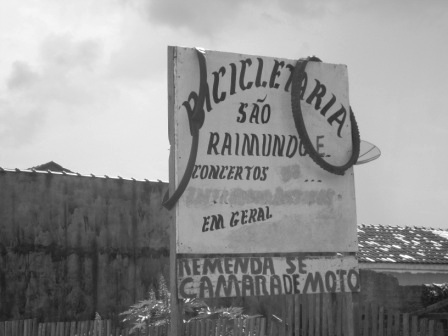 BICICLETARIA
SÃO
RAIMUNDO E
CONCERTOS
EM GERAL
REMENDA SE
CAMARA DE MOTO